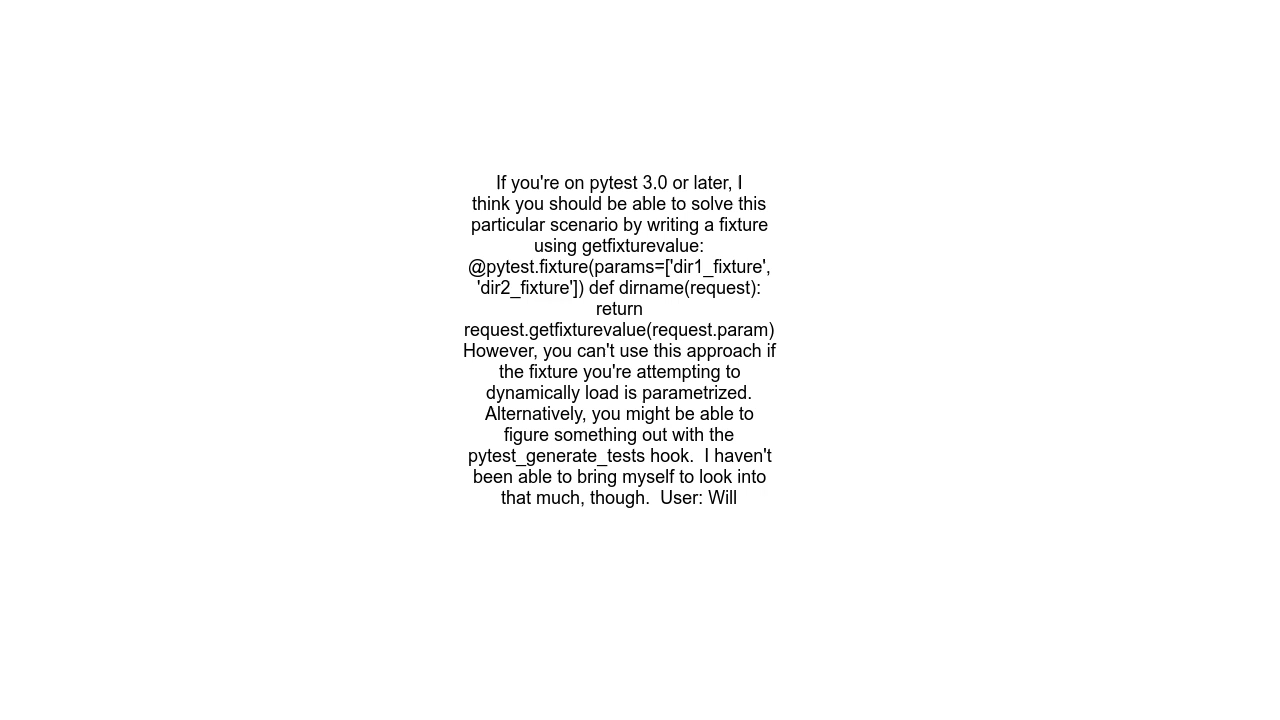 If you're on pytest 3.0 or later, I
think you should be able to solve this
particular scenario by writing a fixture
using getfixturevalue:
@pytest.fixture(params=['dir1_fixture',
'dir2_fixture']) def dirname(request):
return
request.getfixturevalue(request.param)
However, you can't use this approach if
the fixture you're attempting to
dynamically load is parametrized.
Alternatively, you might be able to
figure something out with the
pytest_generate_tests hook.  I haven't
been able to bring myself to look into
that much, though.  User: Will